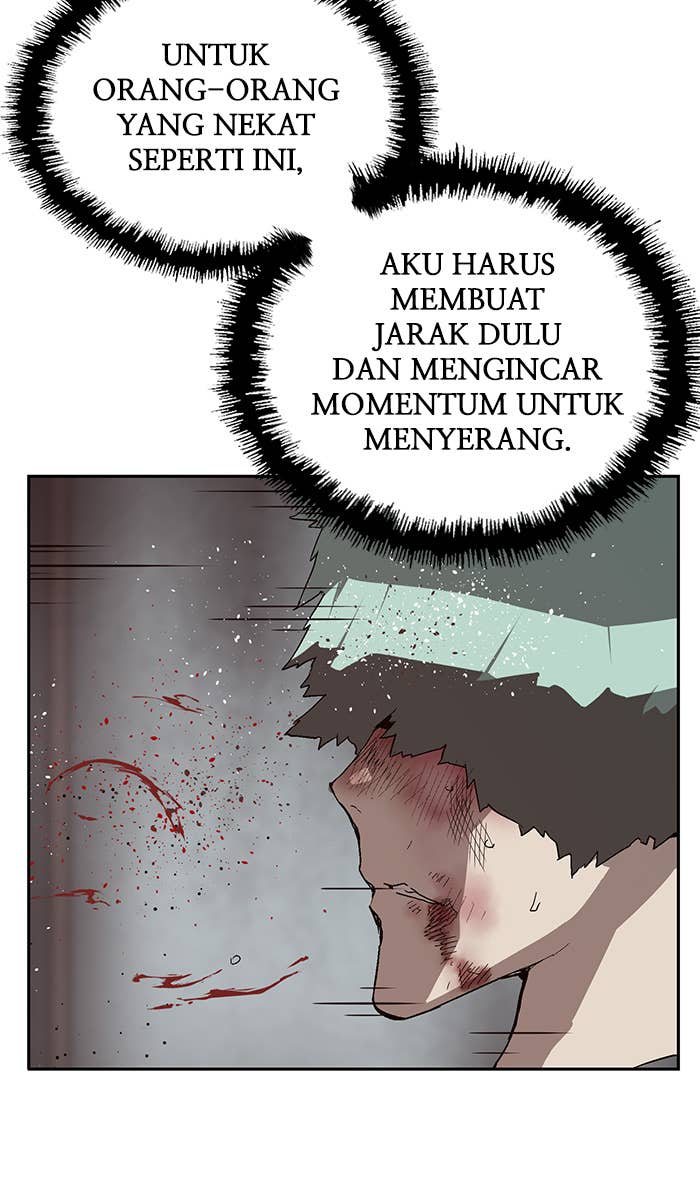 UNTUK
ORANG-ORANG
YANG NEKAT
SEPERTI INI,
AKU HARUS
MEMBUAT
JARAK DULU
DAN MENGINCAR
MOMENTUM UNTUK
MENYERANG.